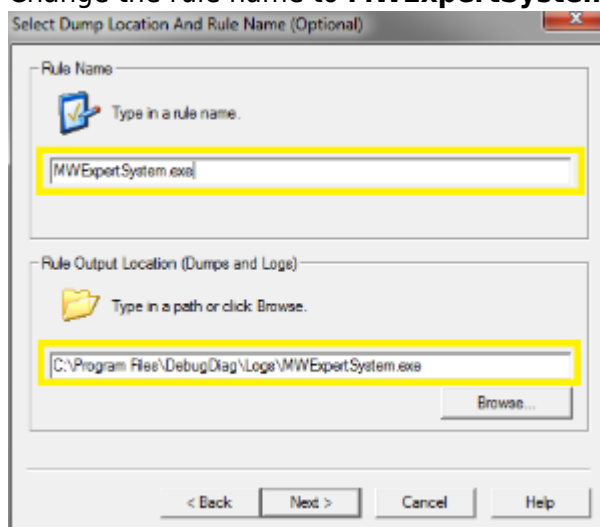 Change the rule name to MWExpertSystem
Select Dump Location And Rule Name (Optional)
Rule Name
Type in a rule name.
MWExpertSystem.exe
Rule Output Location (Dumps and Logs)
Type in a path or click Browse.
C:\Program Files\DebugDiag\Logs\MWExpertSystem.exe
Browse...
< Back Next > Cancel Help